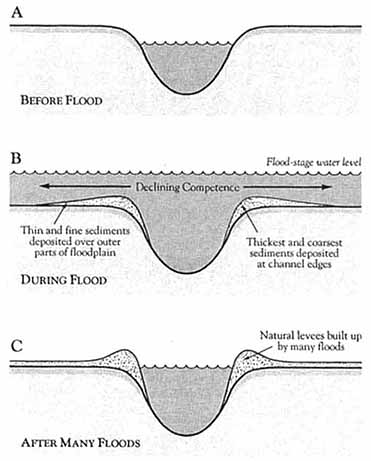 A
BEFORE FLOOD
B
Flood-stage water level
Declining Competence
Thin and fine sediments
deposited over outer
parts of floodplain
Thickest and coarsest
sediments deposited
at channel edges
DURING FLOOD
C
Natural levees built up
by many floods
AFTER MANY FLOODS